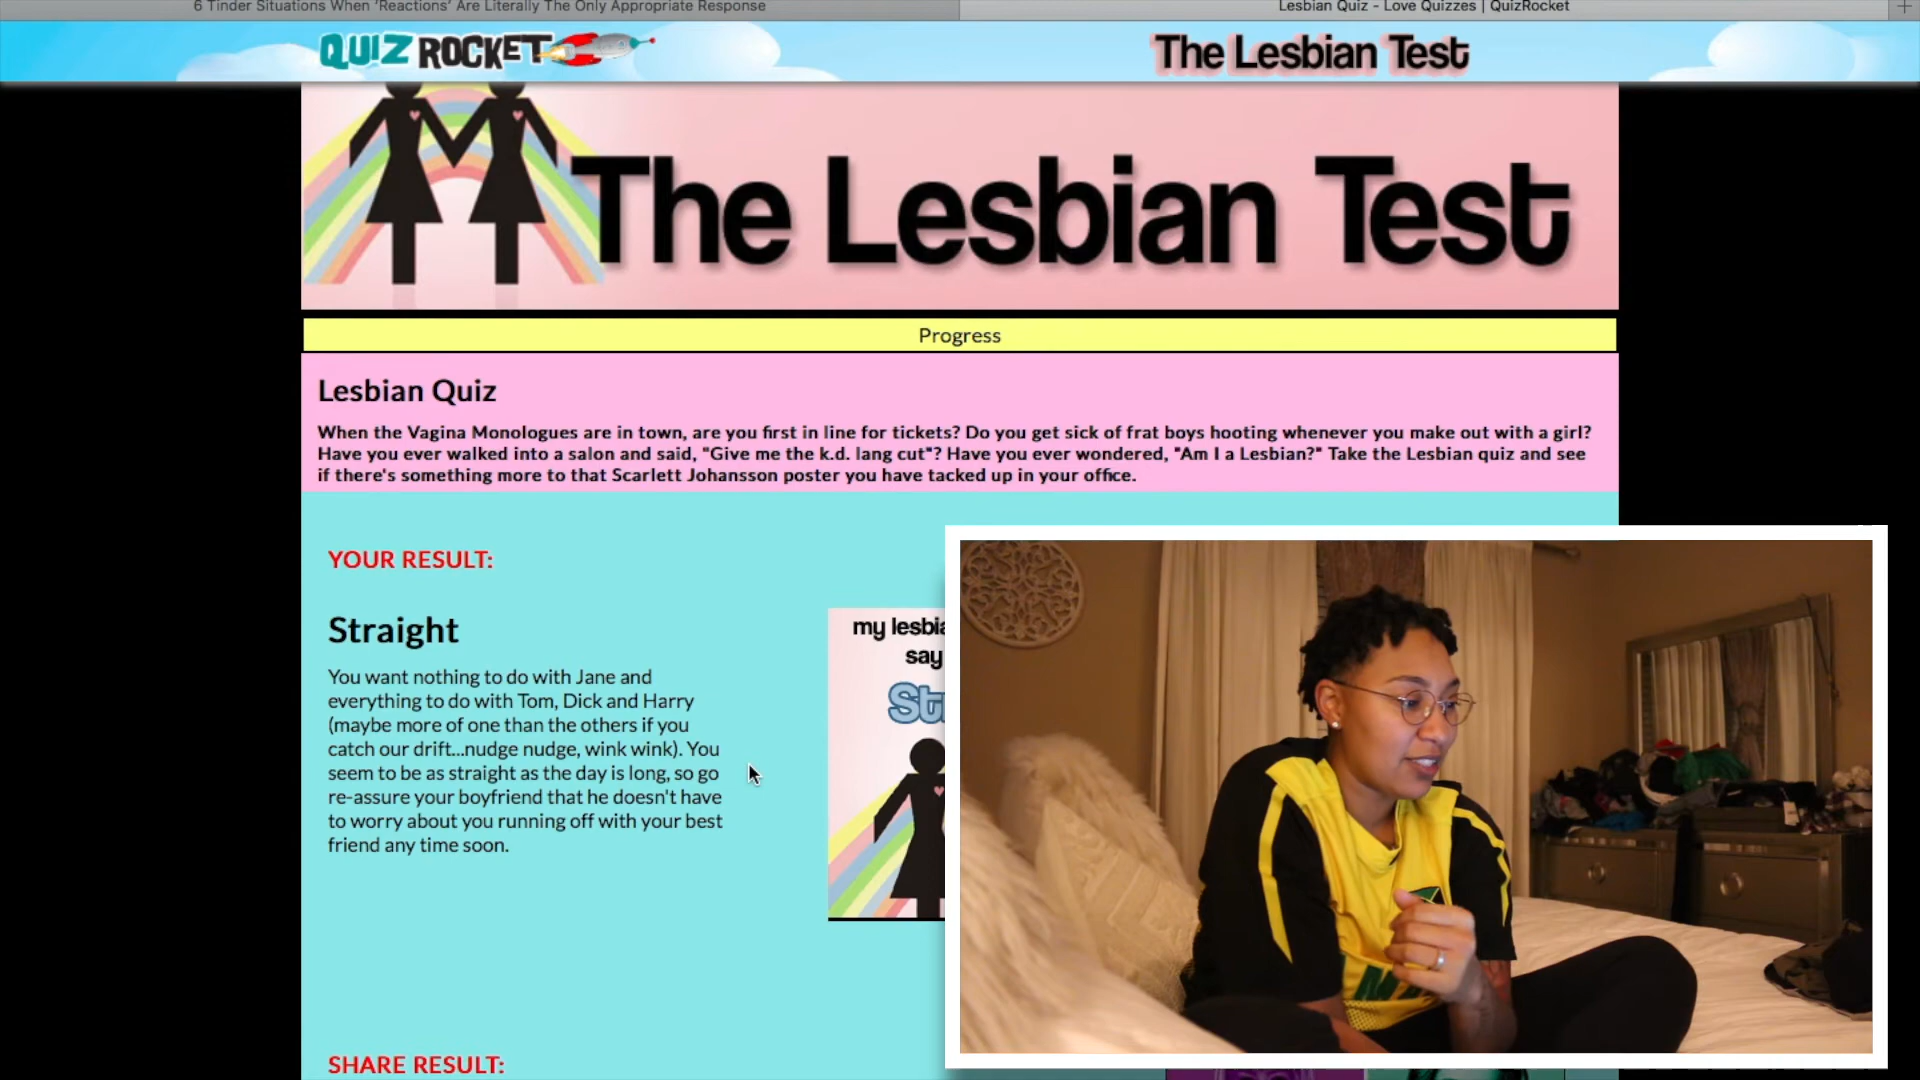 6 Tinder Situations When 'Reactions' Are Literally The Only Appropriate Response
Lesbian Quiz - Love Quizzes | QuizRocket
QUIZ ROCKET
The Lesbian Test
The Lesbian Test
Progress
Lesbian Quiz
When the Vagina Monologues are in town, are you first in line for tickets? Do you get sick of frat boys hooting whenever you make out with a girl?
Have you ever walked into a salon and said, "Give me the k.d. lang cut"? Have you ever wondered, "Am I a Lesbian?" Take the Lesbian quiz and see
if there's something more to that Scarlett Johansson poster you have tacked up in your office.
YOUR RESULT:
Straight
You want nothing to do with Jane and
everything to do with Tom, Dick and Harry
(maybe more of one than the others if you
catch our drift...nudge nudge, wink wink). You
seem to be as straight as the day is long, so go
re-assure your boyfriend that he doesn't have
to worry about you running off with your best
friend any time soon.
my lesbia
say
St
SHARE RESULT: